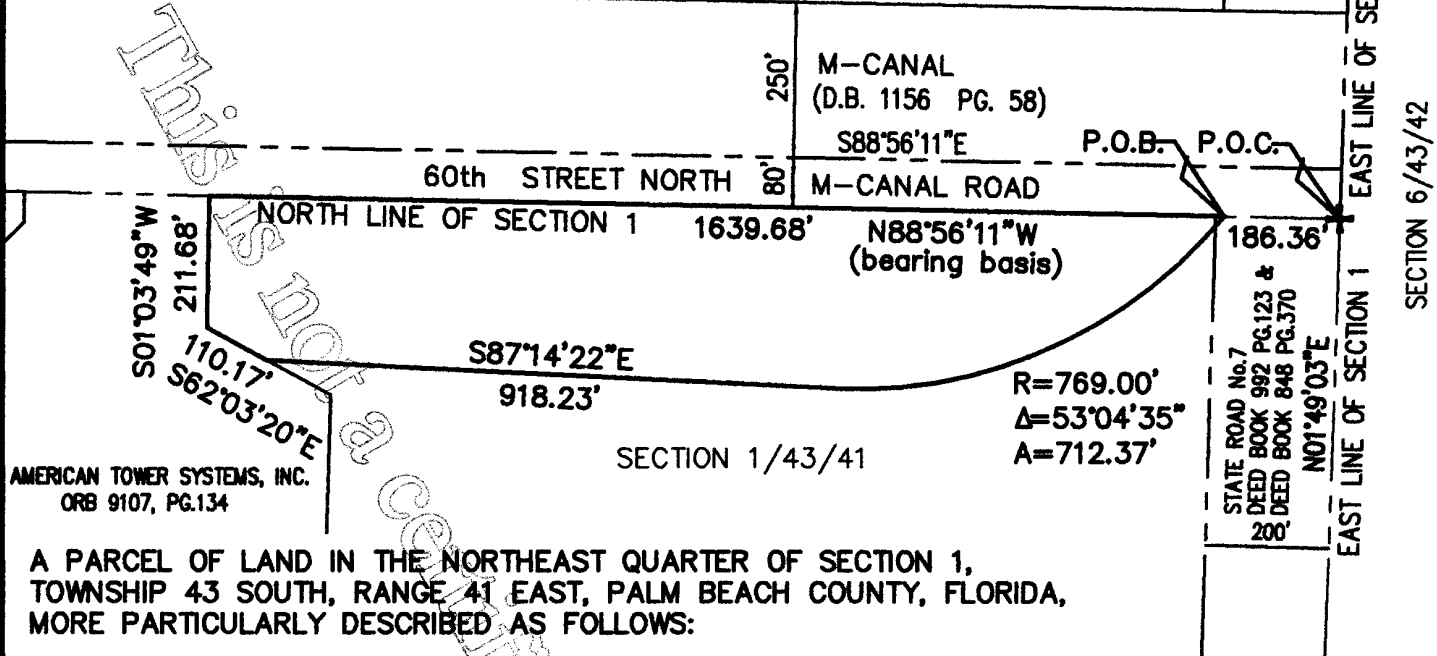 250'
M-CANAL
(D.B. 1156 PG. 58)
S88°56'11"E
P.O.B.
P.O.C.
EAST LINE OF SE
SECTION 6/43/42
60th STREET NORTH
80'
M-CANAL ROAD
NORTH LINE OF SECTION 1
1639.68'
N88°56'11"W
(bearing basis)
186.36'
S01°03'49"W
211.68'
110.17'
S62°03'20"E
S87°14'22"E
918.23'
R=769.00'
Δ=53°04'35"
A=712.37'
STATE ROAD No.7
DEED BOOK 992 PG.123 &
DEED BOOK 848 PG.370
N01°49'03"E
200'
EAST LINE OF SECTION 1
SECTION 1/43/41
AMERICAN TOWER SYSTEMS, INC.
ORB 9107, PG.134
This is not a certif
A PARCEL OF LAND IN THE NORTHEAST QUARTER OF SECTION 1,
TOWNSHIP 43 SOUTH, RANGE 41 EAST, PALM BEACH COUNTY, FLORIDA,
MORE PARTICULARLY DESCRIBED AS FOLLOWS: